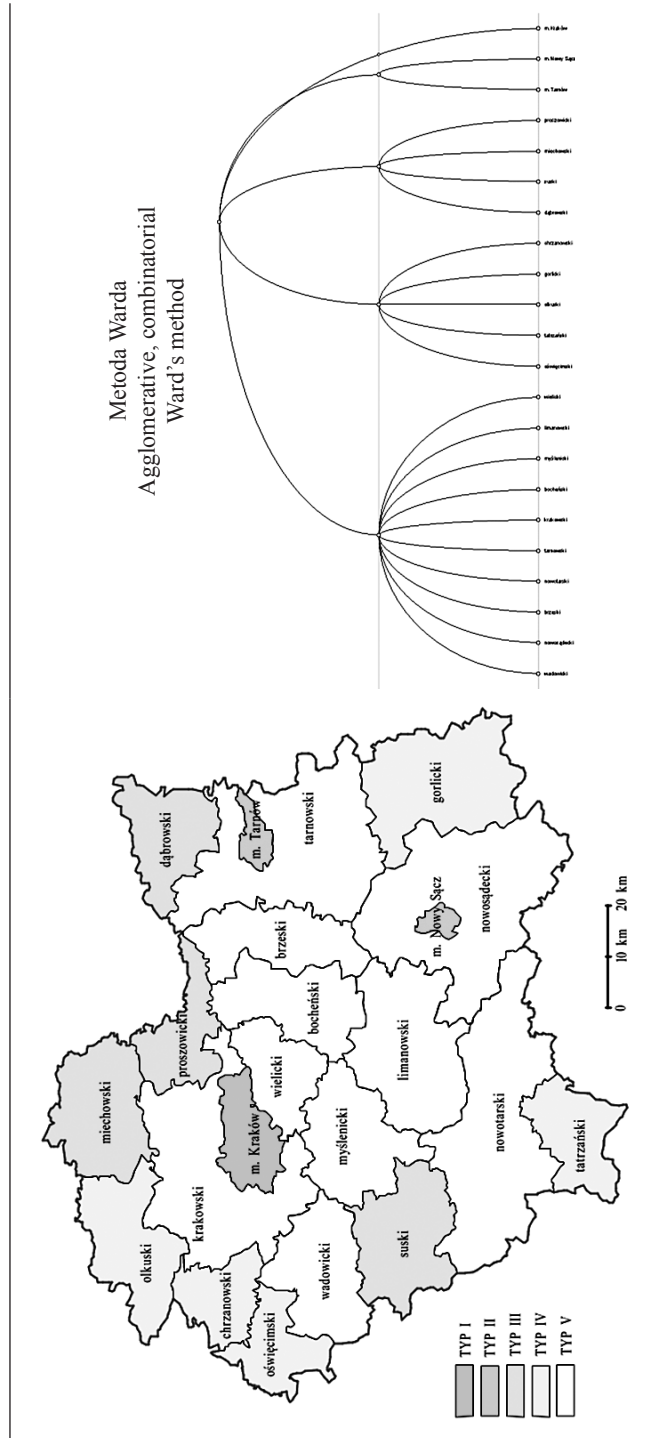 Metoda Warda
Agglomerative, combinatorial
Ward's method
m. Nowy Sącz
m. Tarnów
proszowicki
miechowski
suski
dąbrowski
chrzanowski
gorlicki
olkuski
tatrzański
oświęcimski
wielicki
limanowski
myślenicki
bocheński
krakowski
tarnowski
nowotarski
brzeski
nowosądecki
wadowicki
miechowski
olkuski
proszowicki
dąbrowski
m. Tarnów
tarnowski
krakowski
m. Kraków
chrzanowski
oświęcimski
wielicki
bocheński
brzeski
wadowicki
myślenicki
gorlicki
suski
limanowski
m. Nowy Sącz
nowosądecki
nowotarski
tatrzański
TYP I
TYP II
TYP III
TYP IV
TYP V
0 10 km 20 km